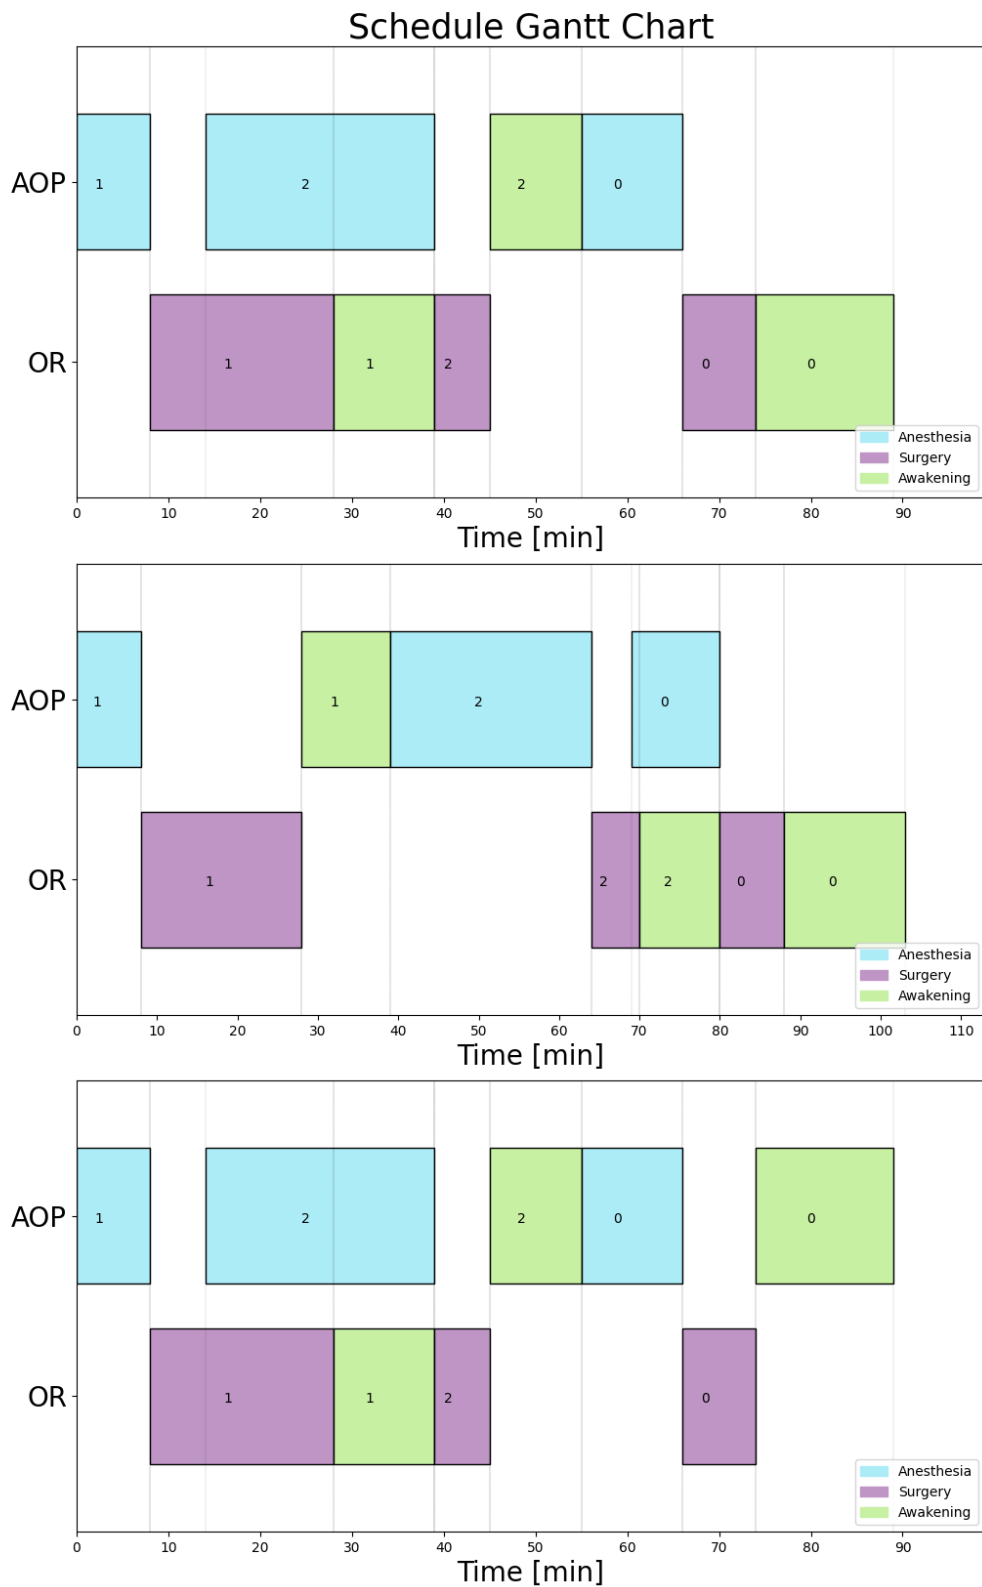 Schedule Gantt Chart
AOP 1 2 2 0
OR 1 1 2 0 0
Anesthesia
Surgery
Awakening
0 10 20 30 40 50 60 70 80 90
Time [min]
AOP 1 1 2 0
OR 1 2 2 0 0
Anesthesia
Surgery
Awakening
0 10 20 30 40 50 60 70 80 90 100 110
Time [min]
AOP 1 2 2 0 0
OR 1 1 2 0
Anesthesia
Surgery
Awakening
0 10 20 30 40 50 60 70 80 90
Time [min]